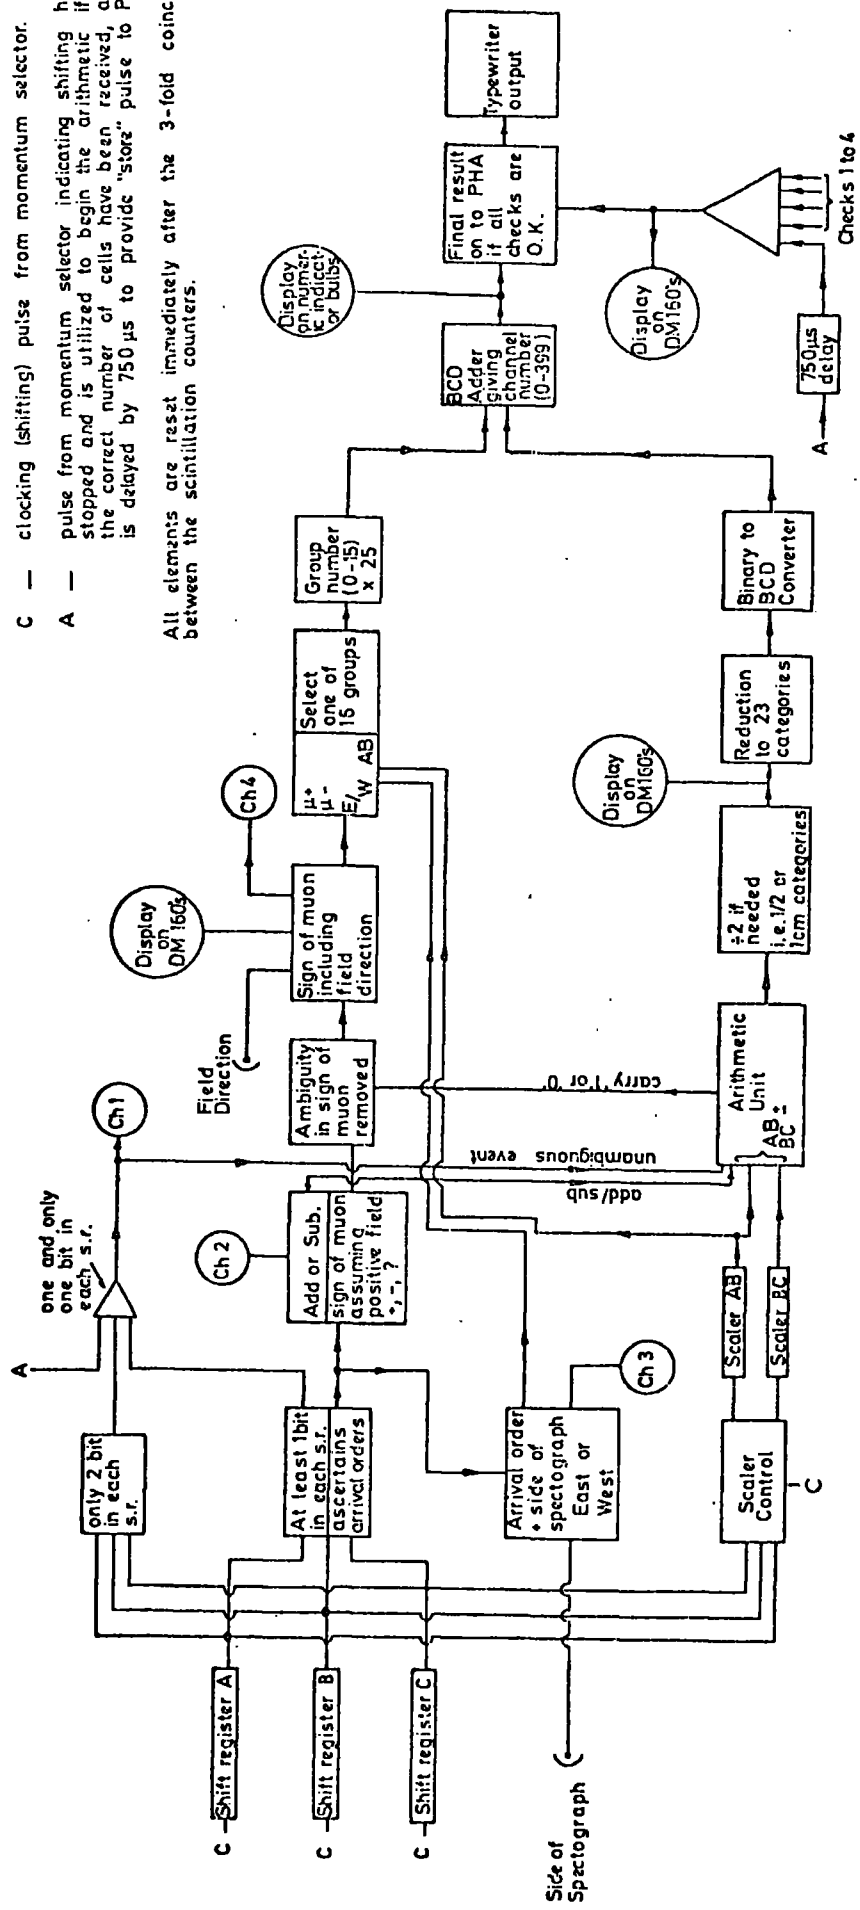 C — clocking (shifting) pulse from momentum selector.
A — pulse from momentum selector indicating shifting h
stopped and is utilized to begin the arithmetic if
the correct number of cells have been received, a
is delayed by 750µs to provide "store" pulse to P
All elements are reset immediately after the 3-fold coinc
between the scintillation counters.
A
one and only
one bit in
each s.r.
only 2 bit
in each
s.r.
Ch 1
C
Shift register A
C
Shift register B
C
Shift register C
At least 1bit
in each s.r.
ascertains
arrival orders
Ch 2
Add or Sub.
sign of muon
assuming
positive field
+, -, ?
Ambiguity
in sign of
muon
removed
Field
Direction
Display
on
DM 160's
Sign of muon
including
field
direction
Ch 4
µ+
µ-
E/W AB
Select
one of
15 groups
Group
number
(0-15)
x 25
Display
on numer-
ic indicat-
or bulbs
BCD
Adder
giving
channel
number
(0-399)
Final result
on to PHA
if all
checks are
O.K.
Typewriter
output
Side of
Spectograph
Arrival order
+ side of
spectograph
East or
West
Ch 3
add/sub
unambiguous event
carry '1' or '0'
Scaler
Control
C
Scaler AB
Scaler BC
Arithmetic
Unit
AB ±
BC
÷2 if
needed
i.e.1/2 or
1cm categories
Display
on
DM160's
Reduction
to 23
categories
Binary to
BCD
Converter
A
750µs
delay
Display
on
DM160's
Checks 1 to 4